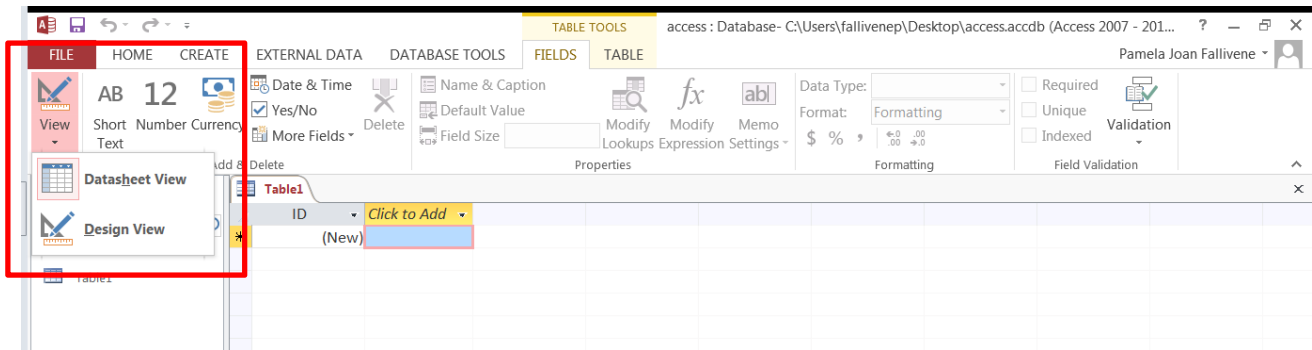 TABLE TOOLS access : Database- C:\Users\fallivenep\Desktop\access.accdb (Access 2007 - 201... ?
FILE HOME CREATE EXTERNAL DATA DATABASE TOOLS FIELDS TABLE Pamela Joan Fallivene
View
AB Short Text
12 Number
Currency
Date & Time
Yes/No
More Fields
Delete
Name & Caption
Default Value
Field Size
Modify Lookups
fx Modify Expression
ab| Memo Settings
Data Type:
Format: Formatting
$ % , ←.0 .00 .00 →.0
Required
Unique
Indexed
Validation
& Delete Properties Formatting Field Validation
Datasheet View
Design View
Table1
Table1
ID Click to Add
* (New)